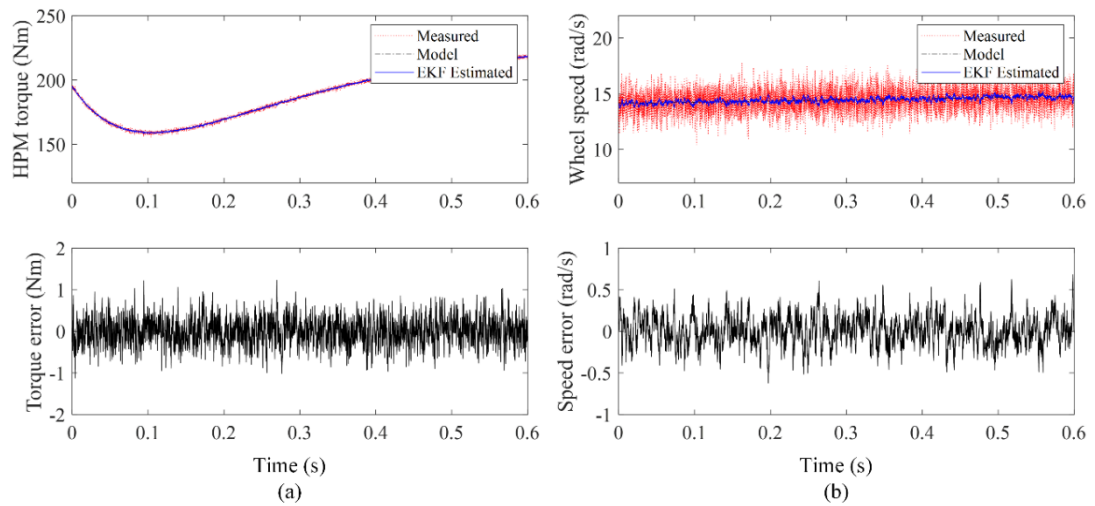 HPM torque (Nm)
250
200
150
0 0.1 0.2 0.3 0.4 0.5 0.6
Measured
Model
EKF Estimated
Torque error (Nm)
2
1
0
-1
-2
0 0.1 0.2 0.3 0.4 0.5 0.6
Time (s)
(a)
Wheel speed (rad/s)
20
15
10
0 0.1 0.2 0.3 0.4 0.5 0.6
Measured
Model
EKF Estimated
Speed error (rad/s)
1
0.5
0
-0.5
-1
0 0.1 0.2 0.3 0.4 0.5 0.6
Time (s)
(b)